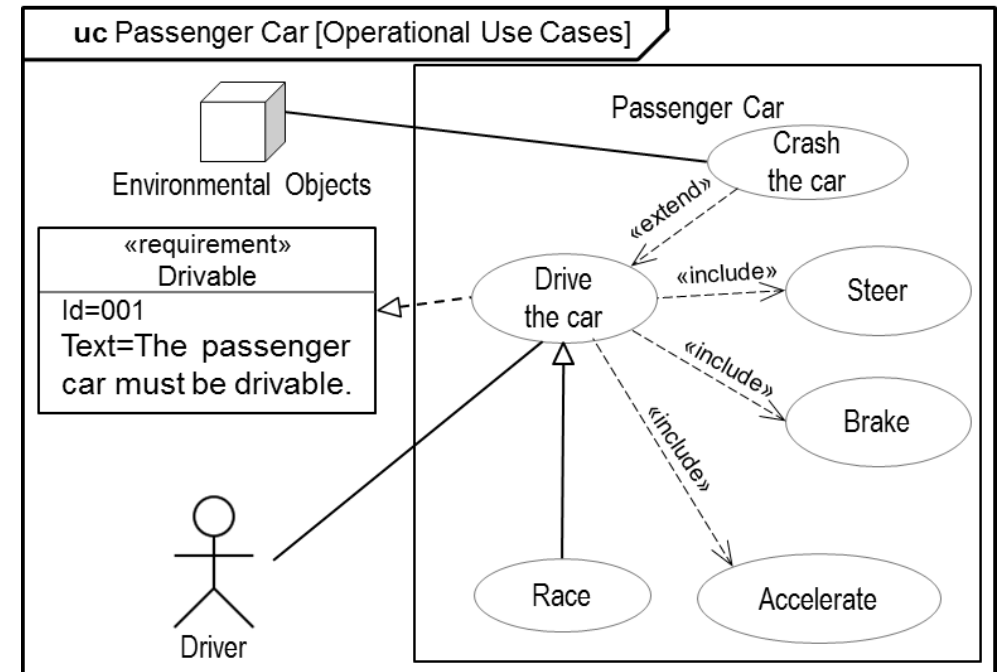 uc Passenger Car [Operational Use Cases]
Passenger Car
Environmental Objects
Crash
the car
«extend»
«requirement»
Drivable
Id=001
Text=The passenger
car must be drivable.
Drive
the car
«include»
Steer
«include»
Brake
«include»
Race
Accelerate
Driver